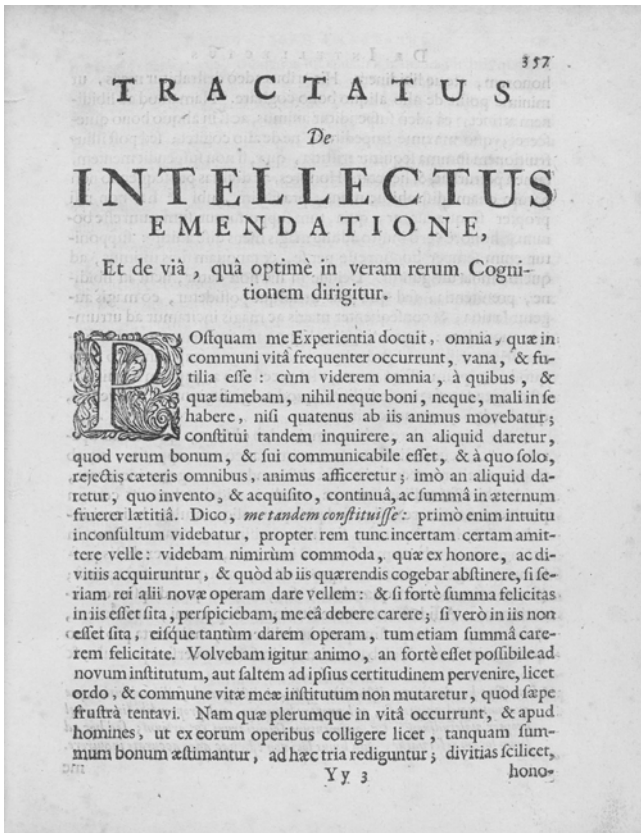 357
TRACTATUS
De
INTELLECTUS
EMENDATIONE,
Et de viâ, quâ optime in veram rerum Cogni-
tionem dirigitur.
POſtquam me Experientia docuit, omnia, quæ in
communi vitâ frequenter occurrunt, vana, & fu-
tilia eſſe: cùm viderem omnia, à quibus, &
quæ timebam, nihil neque boni, neque, mali in ſe
habere, niſi quatenus ab iis animus movebatur;
conſtitui tandem inquirere, an aliquid daretur,
quod verum bonum, & ſui communicabile eſſet, & à quo ſolo,
rejectis cæteris omnibus, animus afficeretur; imò an aliquid da-
retur, quo invento, & acquiſito, continuâ, ac ſummâ in æternum
fruerer lætitiâ. Dico, me tandem conſtituiſſe: primò enim intuitu
inconſultum videbatur, propter rem tunc incertam certam amit-
tere velle: videbam nimirùm commoda, quæ ex honore, ac di-
vitiis acquiruntur, & quòd ab iis quærendis cogebar abſtinere, ſi ſe-
riam rei alii novæ operam dare vellem: & ſi fortè ſumma felicitas
in iis eſſet ſita, perſpiciebam, me eâ debere carere; ſi verò in iis non
eſſet ſita, eiſque tantùm darem operam, tum etiam ſummâ care-
rem felicitate. Volvebam igitur animo, an fortè eſſet poſſibile ad
novum inſtitutum, aut ſaltem ad ipſius certitudinem pervenire, licet
ordo, & commune vitæ meæ inſtitutum non mutaretur, quod ſæpe
fruſtrà tentavi. Nam quæ plerumque in vitâ occurrunt, & apud
homines, ut ex eorum operibus colligere licet, tanquam ſum-
mum bonum æſtimantur, ad hæc tria rediguntur; divitias ſcilicet,
Yy 3 hono-